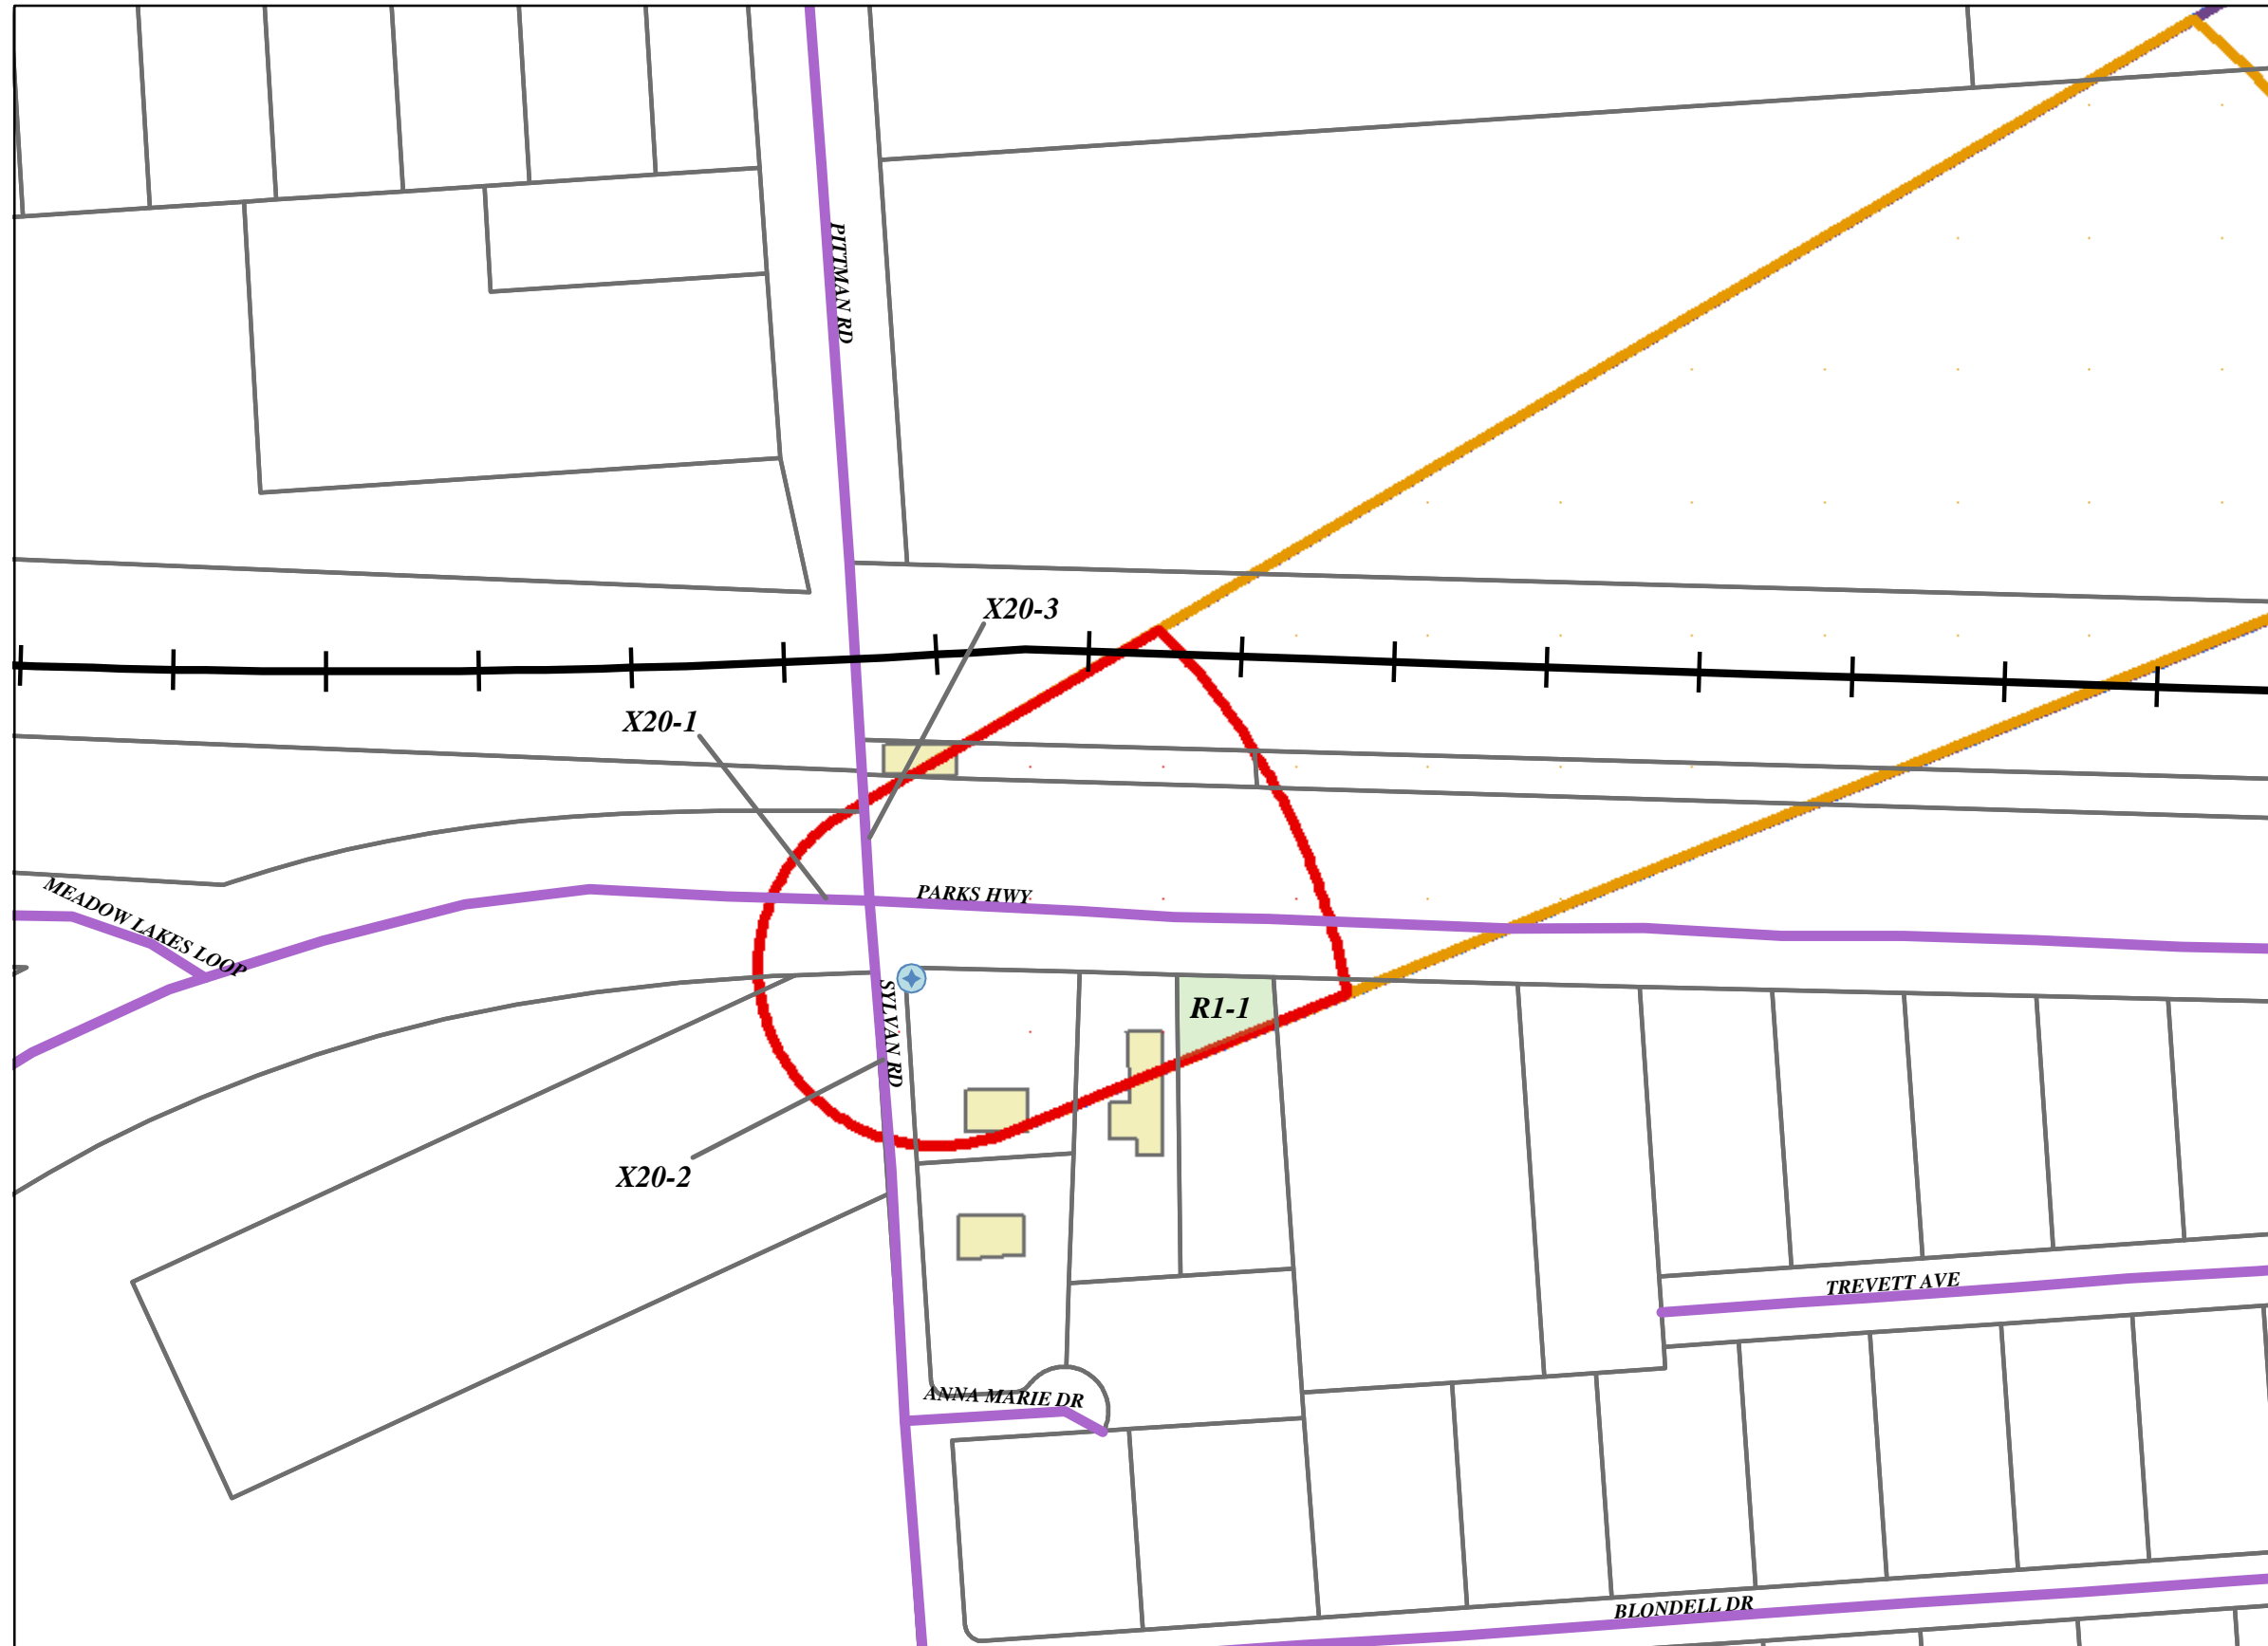 PITTMAN RD
X20-3
X20-1
PARKS HWY
MEADOW LAKES LOOP
SYLVAN RD
R1-1
X20-2
TREVETT AVE
ANNA MARIE DR
BLONDELL DR